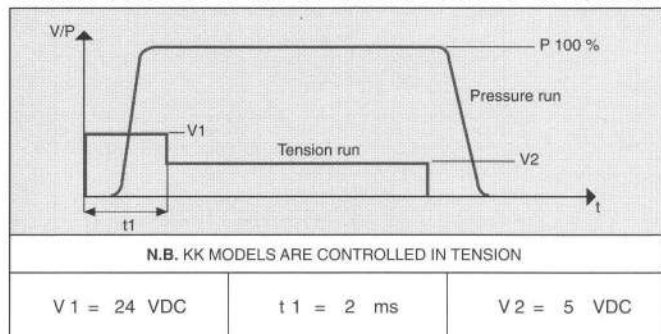 V/P
P 100 %
Pressure run
V1
Tension run
V2
t1
t
N.B. KK MODELS ARE CONTROLLED IN TENSION
V 1 = 24 VDC
t 1 = 2 ms
V 2 = 5 VDC